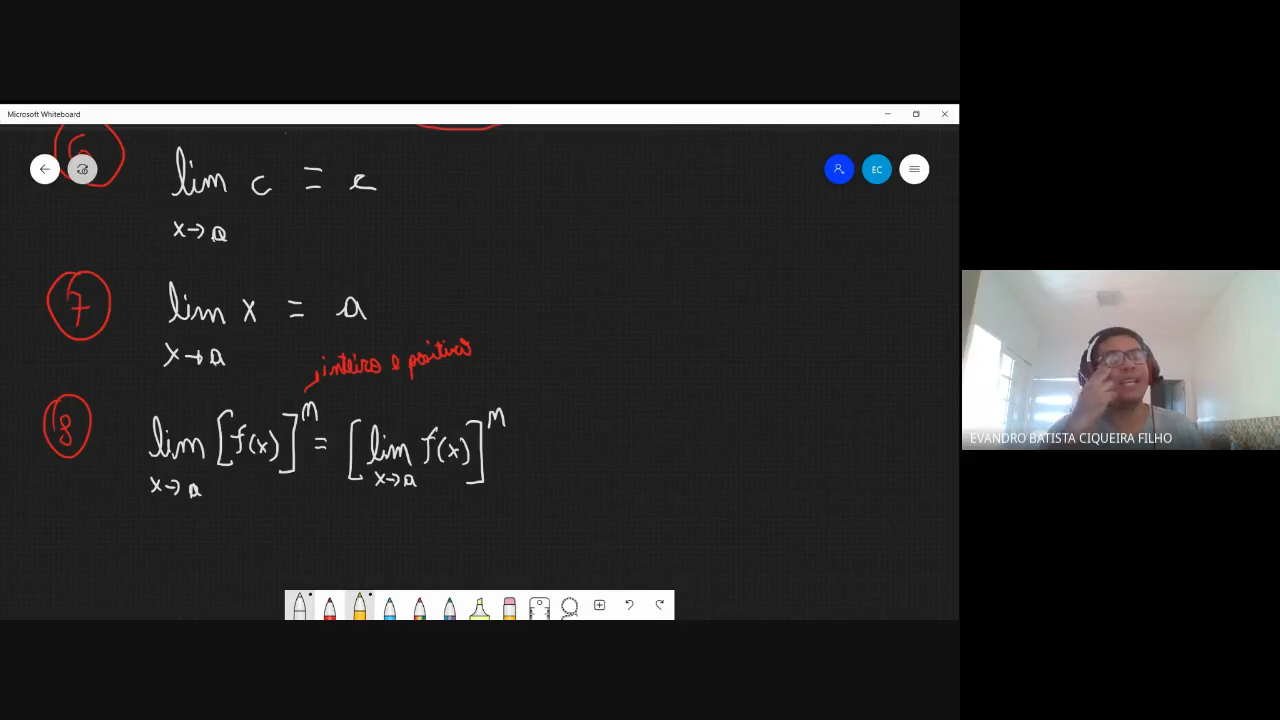 Microsoft Whiteboard
6
lim c = c
x→a
EC
7
lim x = a
x→a
inteiro e positivo
8
lim [f(x)]^n = [lim f(x)]^n
x→a x→a
EVANDRO BATISTA CIQUEIRA FILHO